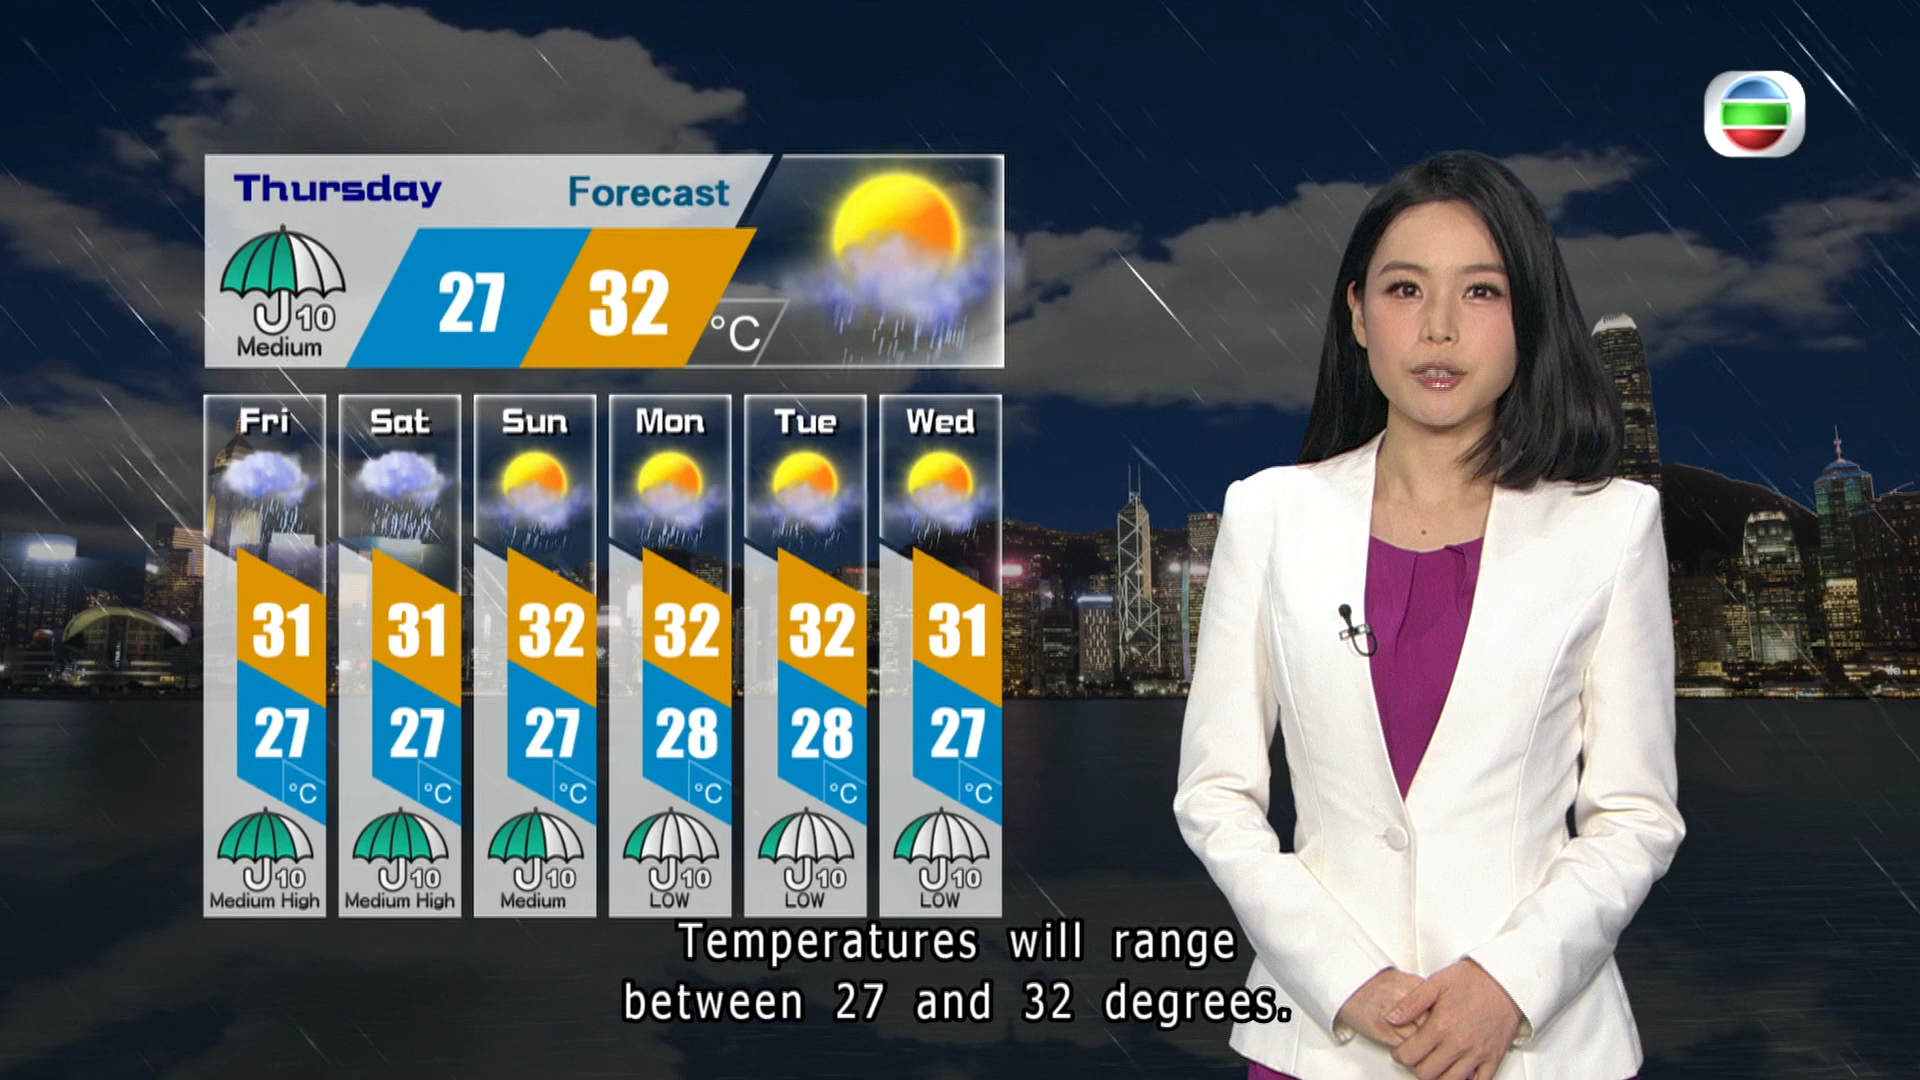 Thursday Forecast
27 32 °C
10
Medium
Fri Sat Sun Mon Tue Wed
31 31 32 32 32 31
27 27 27 28 28 27
°C °C °C °C °C °C
10 10 10 10 10 10
Medium High Medium High Medium LOW LOW LOW
Temperatures will range
between 27 and 32 degrees.